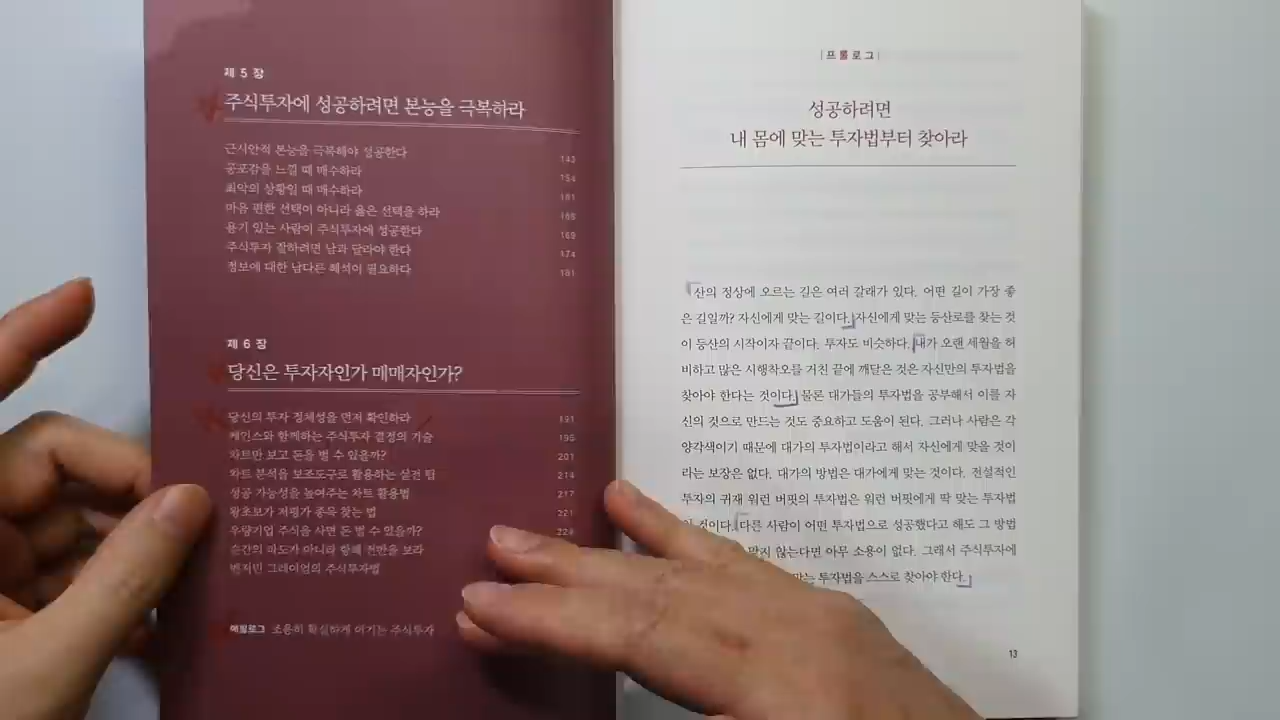 제 5 장
주식투자에 성공하려면 본능을 극복하라
근시안적 본능을 극복해야 성공한다 143
공포감을 느낄 때 매수하라 154
최악의 상황일 때 매수하라 161
마음 편한 선택이 아니라 옳은 선택을 하라 166
용기 있는 사람이 주식투자에 성공한다 169
주식투자 잘하려면 남과 달라야 한다 174
정보에 대한 남다른 해석이 필요하다 181
제 6 장
당신은 투자자인가 매매자인가?
당신의 투자 정체성을 먼저 확인하라 191
케인스와 함께하는 주식투자 결정의 기술 195
차트만 보고 돈을 벌 수 있을까? 201
차트 분석을 보조도구로 활용하는 실전 팁 214
성공 가능성을 높여주는 차트 활용법 217
왕초보가 저평가 종목 찾는 법 221
우량기업 주식을 사면 돈 벌 수 있을까?
순간의 파도가 아니라 항해 전반을 보라
벤저민 그레이엄의 주식투자법
에필로그 조용히 확실하게 이기는 주식투자
|프롤로그|
성공하려면
내 몸에 맞는 투자법부터 찾아라
산의 정상에 오르는 길은 여러 갈래가 있다. 어떤 길이 가장 좋
은 길일까? 자신에게 맞는 길이다. 자신에게 맞는 등산로를 찾는 것
이 등산의 시작이자 끝이다. 투자도 비슷하다. 내가 오랜 세월을 허
비하고 많은 시행착오를 거친 끝에 깨달은 것은 자신만의 투자법을
찾아야 한다는 것이다. 물론 대가들의 투자법을 공부해서 이를 자
신의 것으로 만드는 것도 중요하고 도움이 된다. 그러나 사람은 각
양각색이기 때문에 대가의 투자법이라고 해서 자신에게 맞을 것이
라는 보장은 없다. 대가의 방법은 대가에게 맞는 것이다. 전설적인
투자의 귀재 워런 버핏의 투자법은 워런 버핏에게 딱 맞는 투자법
것이다. 다른 사람이 어떤 투자법으로 성공했다고 해도 그 방법
맞지 않는다면 아무 소용이 없다. 그래서 주식투자에
맞는 투자법을 스스로 찾아야 한다.
13